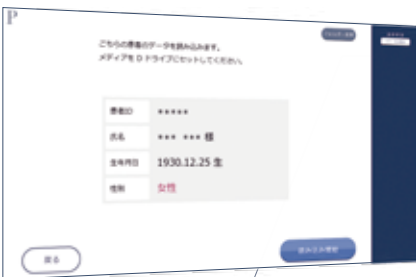 P
こちらの患者のデータを読み込みます。
メディアを D ドライブにセットしてください。
患者ID *****
氏名 *** *** 様
生年月日 1930.12.25 生
性別 女性
戻る
読み込み開始